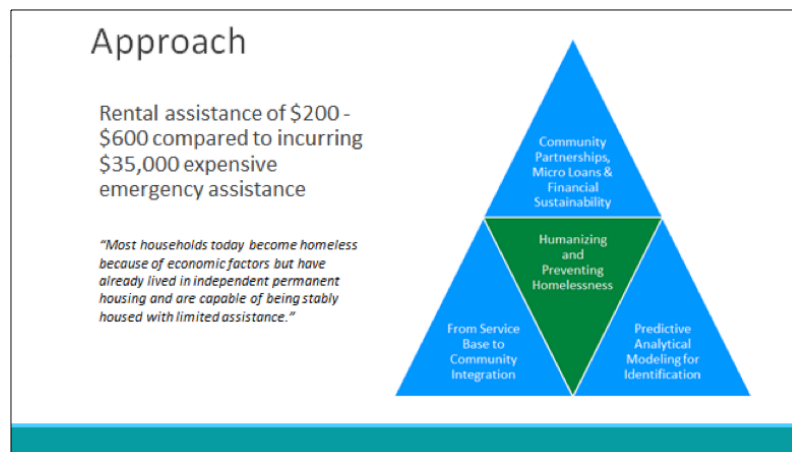 Approach
Rental assistance of $200 -
$600 compared to incurring
$35,000 expensive
emergency assistance
“Most households today become homeless
because of economic factors but have
already lived in independent permanent
housing and are capable of being stably
housed with limited assistance.”
Community
Partnerships,
Micro Loans &
Financial
Sustainability
Humanizing
and
Preventing
Homelessness
From Service
Base to
Community
Integration
Predictive
Analytical
Modeling for
Identification